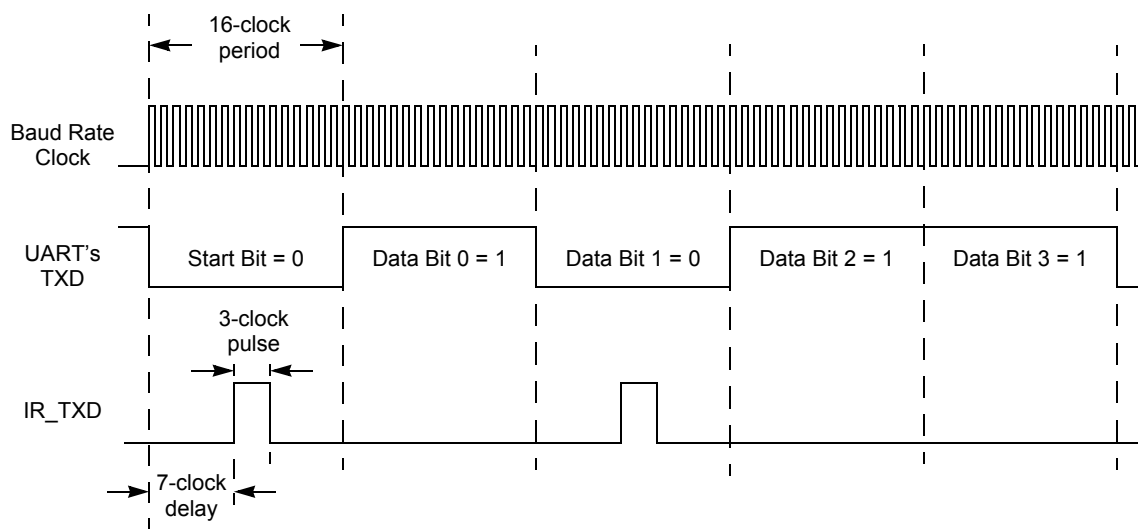 16-clock
period
Baud Rate
Clock
UART's
TXD
Start Bit = 0
Data Bit 0 = 1
Data Bit 1 = 0
Data Bit 2 = 1
Data Bit 3 = 1
3-clock
pulse
IR_TXD
7-clock
delay